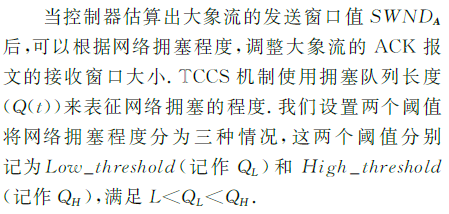 当控制器估算出大象流的发送窗口值 SWND_A
后,可以根据网络拥塞程度,调整大象流的 ACK 报
文的接收窗口大小. TCCS 机制使用拥塞队列长度
(Q(t))来表征网络拥塞的程度. 我们设置两个阈值
将网络拥塞程度分为三种情况,这两个阈值分别
记为 Low_threshold(记作 Q_L)和 High_threshold
(记作 Q_H),满足 L<Q_L<Q_H.